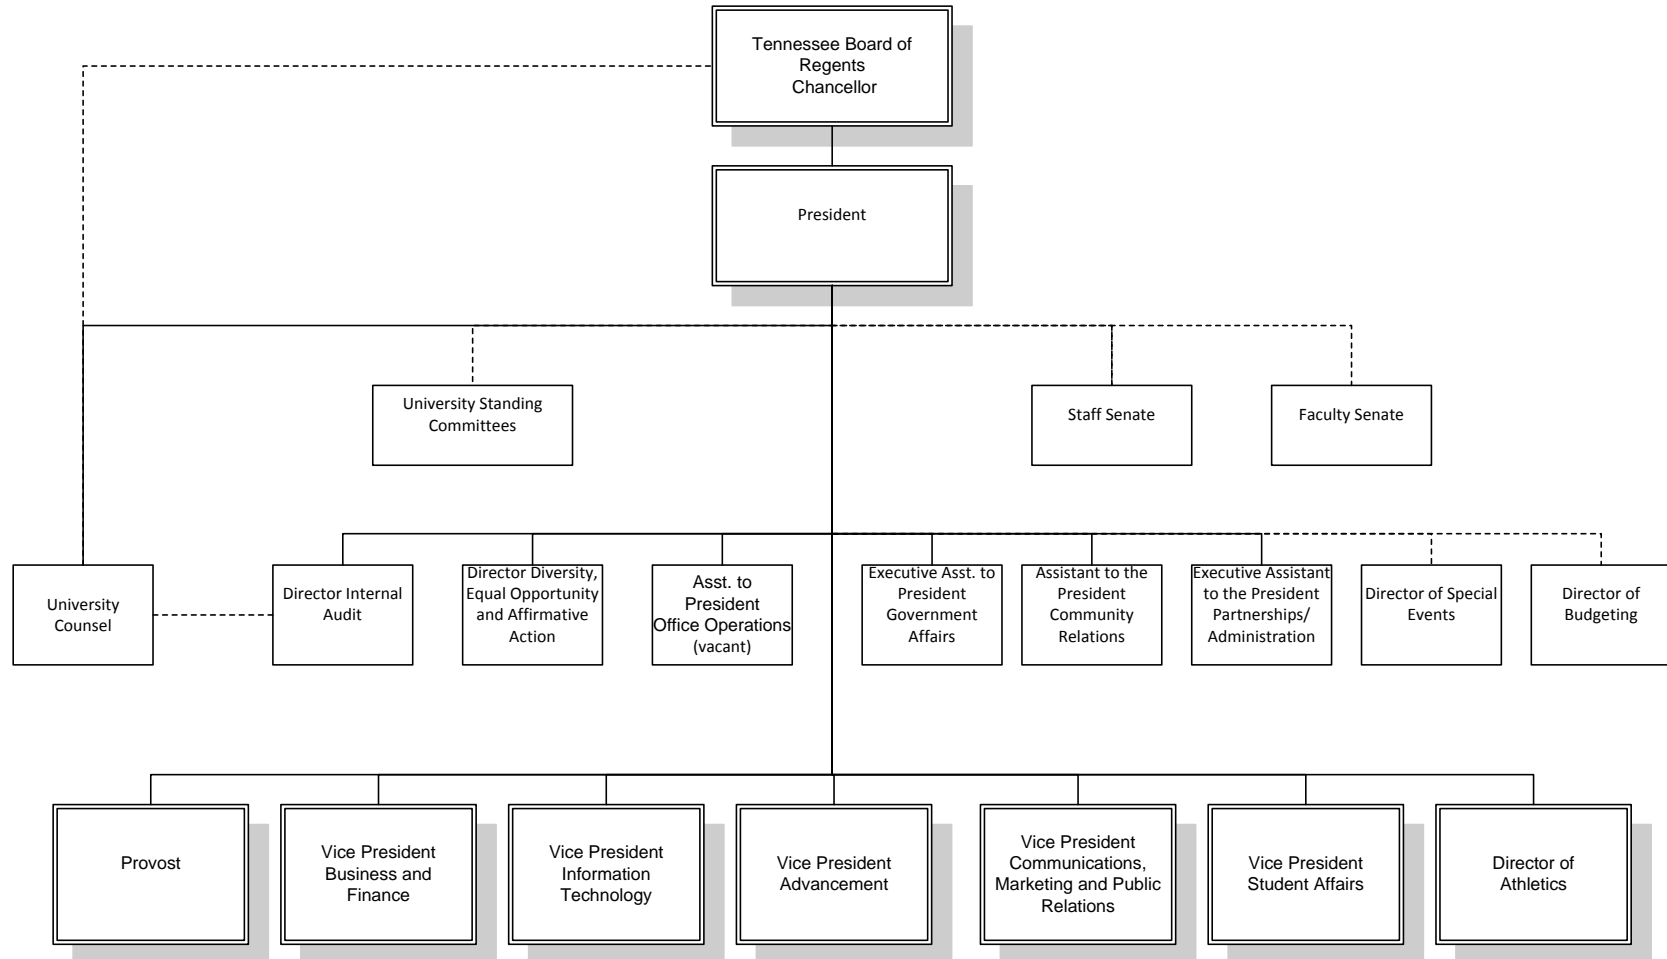 Tennessee Board of
Regents
Chancellor
President
University Standing
Committees
Staff Senate
Faculty Senate
University
Counsel
Director Internal
Audit
Director Diversity,
Equal Opportunity
and Affirmative
Action
Asst. to
President
Office Operations
(vacant)
Executive Asst. to
President
Government
Affairs
Assistant to the
President
Community
Relations
Executive Assistant
to the President
Partnerships/
Administration
Director of Special
Events
Director of
Budgeting
Provost
Vice President
Business and
Finance
Vice President
Information
Technology
Vice President
Advancement
Vice President
Communications,
Marketing and Public
Relations
Vice President
Student Affairs
Director of
Athletics